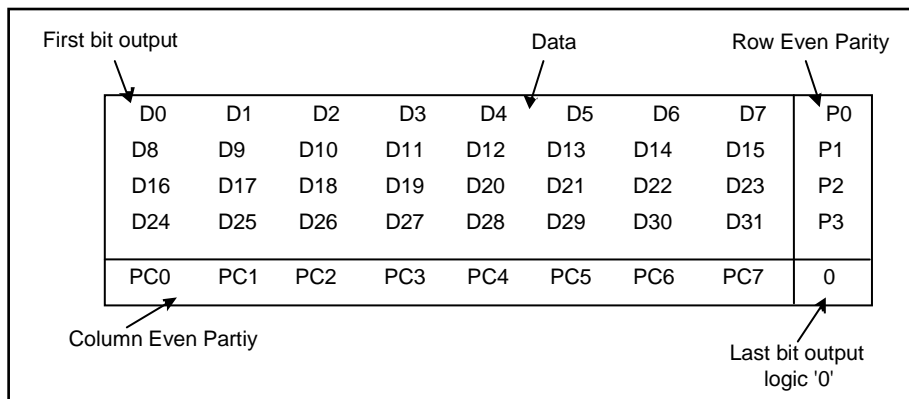 First bit output Data Row Even Parity
D0 D1 D2 D3 D4 D5 D6 D7 P0
D8 D9 D10 D11 D12 D13 D14 D15 P1
D16 D17 D18 D19 D20 D21 D22 D23 P2
D24 D25 D26 D27 D28 D29 D30 D31 P3
PC0 PC1 PC2 PC3 PC4 PC5 PC6 PC7 0
Column Even Partiy
Last bit output
logic '0'